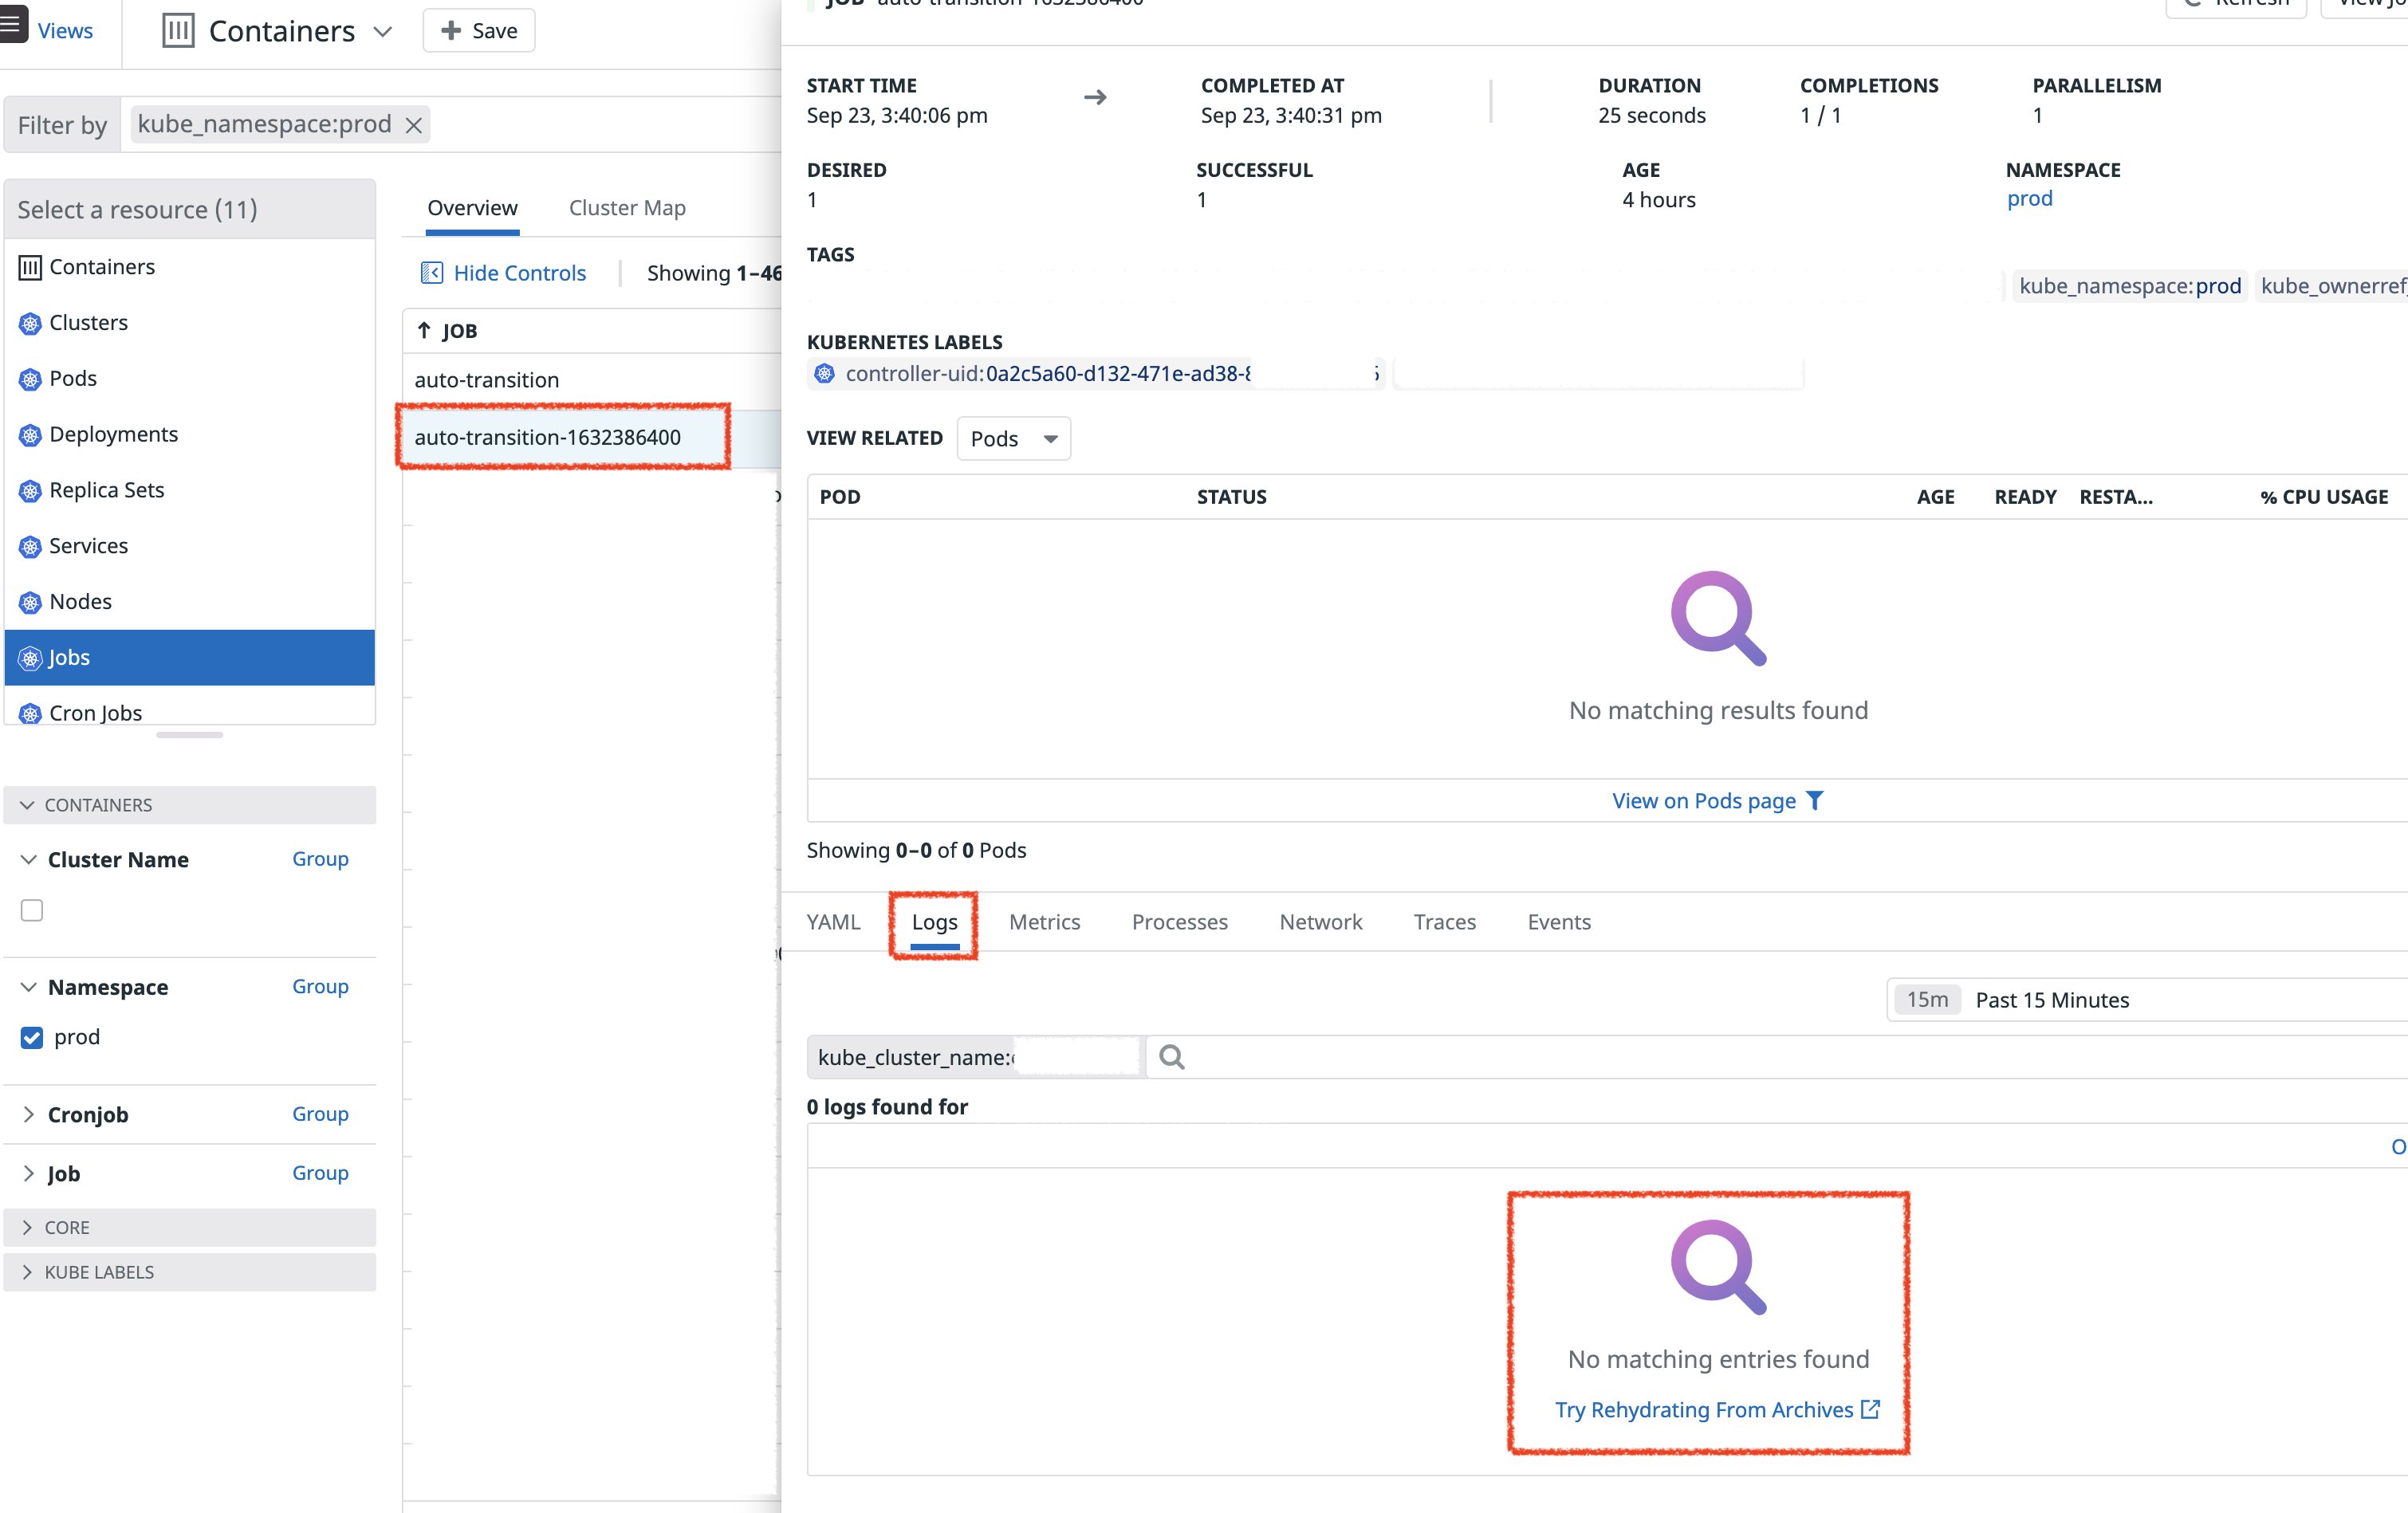 Views
Containers
Save
Filter by
kube_namespace:prod
Select a resource (11)
Containers
Clusters
Pods
Deployments
Replica Sets
Services
Nodes
Jobs
Cron Jobs
CONTAINERS
Cluster Name
Group
Namespace
Group
prod
Cronjob
Group
Job
Group
CORE
KUBE LABELS
Overview
Cluster Map
Hide Controls
Showing 1–46
JOB
auto-transition
auto-transition-1632386400
JOB auto-transition-1632386400
Refresh
View Jo
START TIME
Sep 23, 3:40:06 pm
COMPLETED AT
Sep 23, 3:40:31 pm
DURATION
25 seconds
COMPLETIONS
1 / 1
PARALLELISM
1
DESIRED
1
SUCCESSFUL
1
AGE
4 hours
NAMESPACE
prod
TAGS
kube_namespace:prod
kube_ownerref
KUBERNETES LABELS
controller-uid:0a2c5a60-d132-471e-ad38-
VIEW RELATED
Pods
POD
STATUS
AGE
READY
RESTA...
% CPU USAGE
No matching results found
View on Pods page
Showing 0–0 of 0 Pods
YAML
Logs
Metrics
Processes
Network
Traces
Events
15m
Past 15 Minutes
kube_cluster_name:
0 logs found for
No matching entries found
Try Rehydrating From Archives